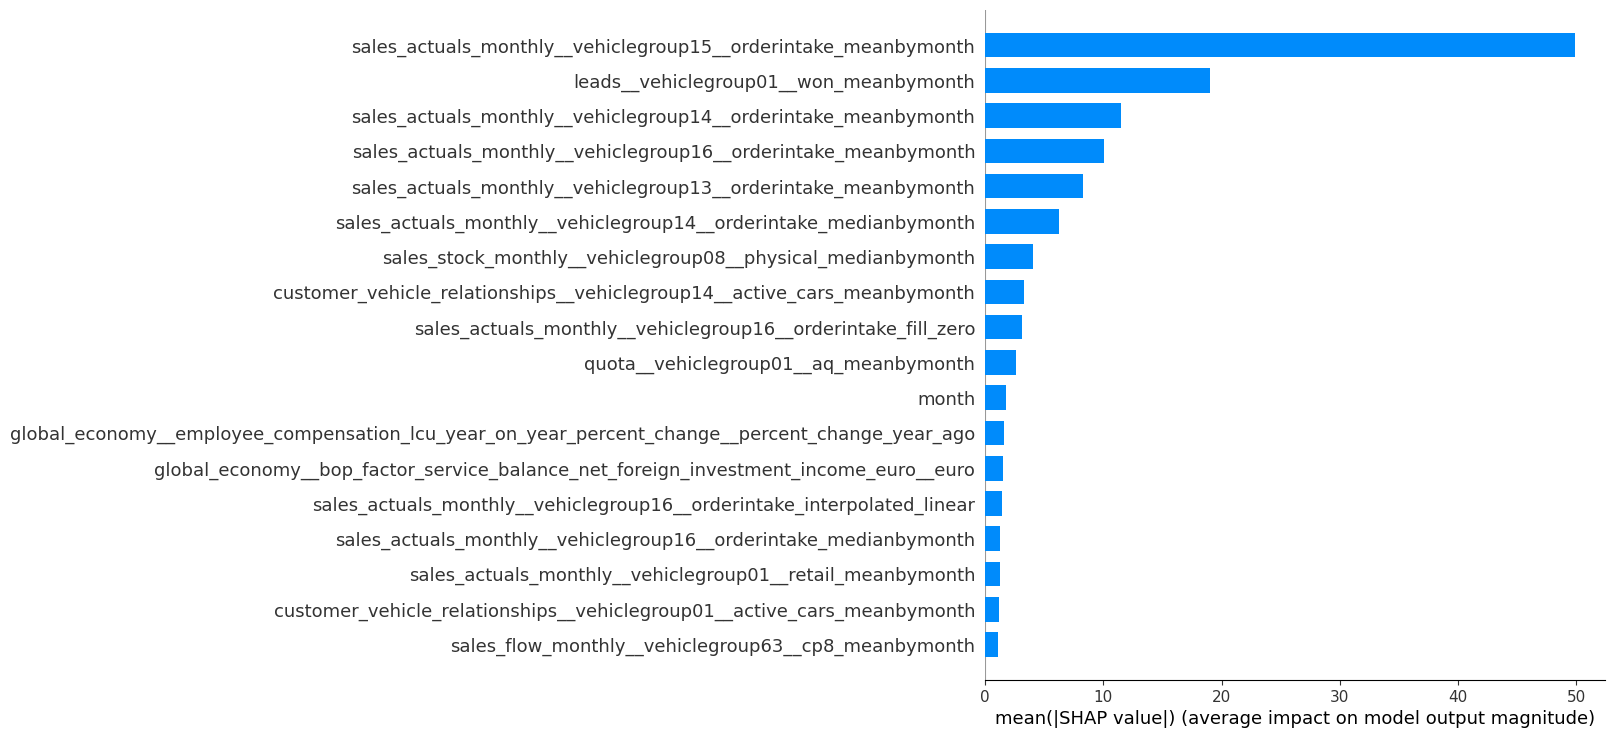 sales_actuals_monthly__vehiclegroup15__orderintake_meanbymonth
leads__vehiclegroup01__won_meanbymonth
sales_actuals_monthly__vehiclegroup14__orderintake_meanbymonth
sales_actuals_monthly__vehiclegroup16__orderintake_meanbymonth
sales_actuals_monthly__vehiclegroup13__orderintake_meanbymonth
sales_actuals_monthly__vehiclegroup14__orderintake_medianbymonth
sales_stock_monthly__vehiclegroup08__physical_medianbymonth
customer_vehicle_relationships__vehiclegroup14__active_cars_meanbymonth
sales_actuals_monthly__vehiclegroup16__orderintake_fill_zero
quota__vehiclegroup01__aq_meanbymonth
month
global_economy__employee_compensation_lcu_year_on_year_percent_change__percent_change_year_ago
global_economy__bop_factor_service_balance_net_foreign_investment_income_euro__euro
sales_actuals_monthly__vehiclegroup16__orderintake_interpolated_linear
sales_actuals_monthly__vehiclegroup16__orderintake_medianbymonth
sales_actuals_monthly__vehiclegroup01__retail_meanbymonth
customer_vehicle_relationships__vehiclegroup01__active_cars_meanbymonth
sales_flow_monthly__vehiclegroup63__cp8_meanbymonth
0 10 20 30 40 50
mean(|SHAP value|) (average impact on model output magnitude)